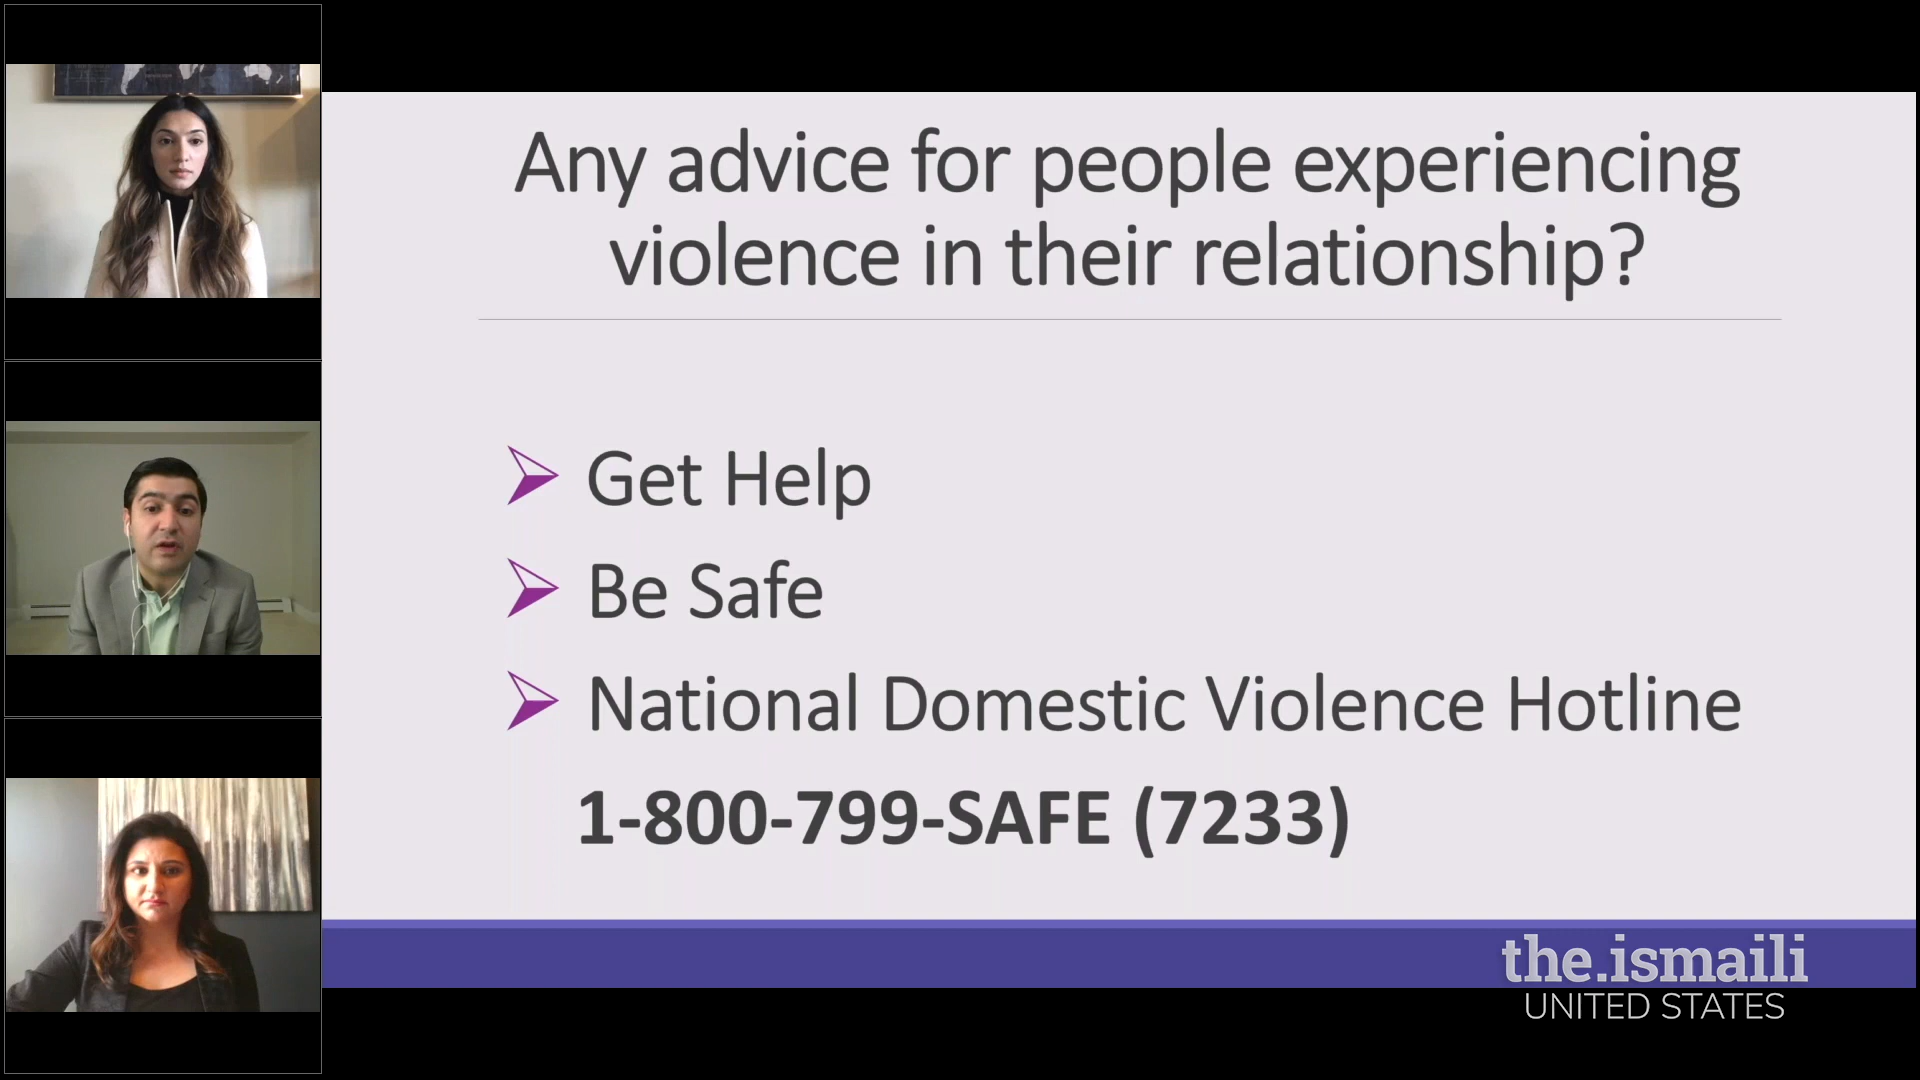 Any advice for people experiencing
violence in their relationship?
Get Help
Be Safe
National Domestic Violence Hotline
1-800-799-SAFE (7233)
the.ismaili
UNITED STATES